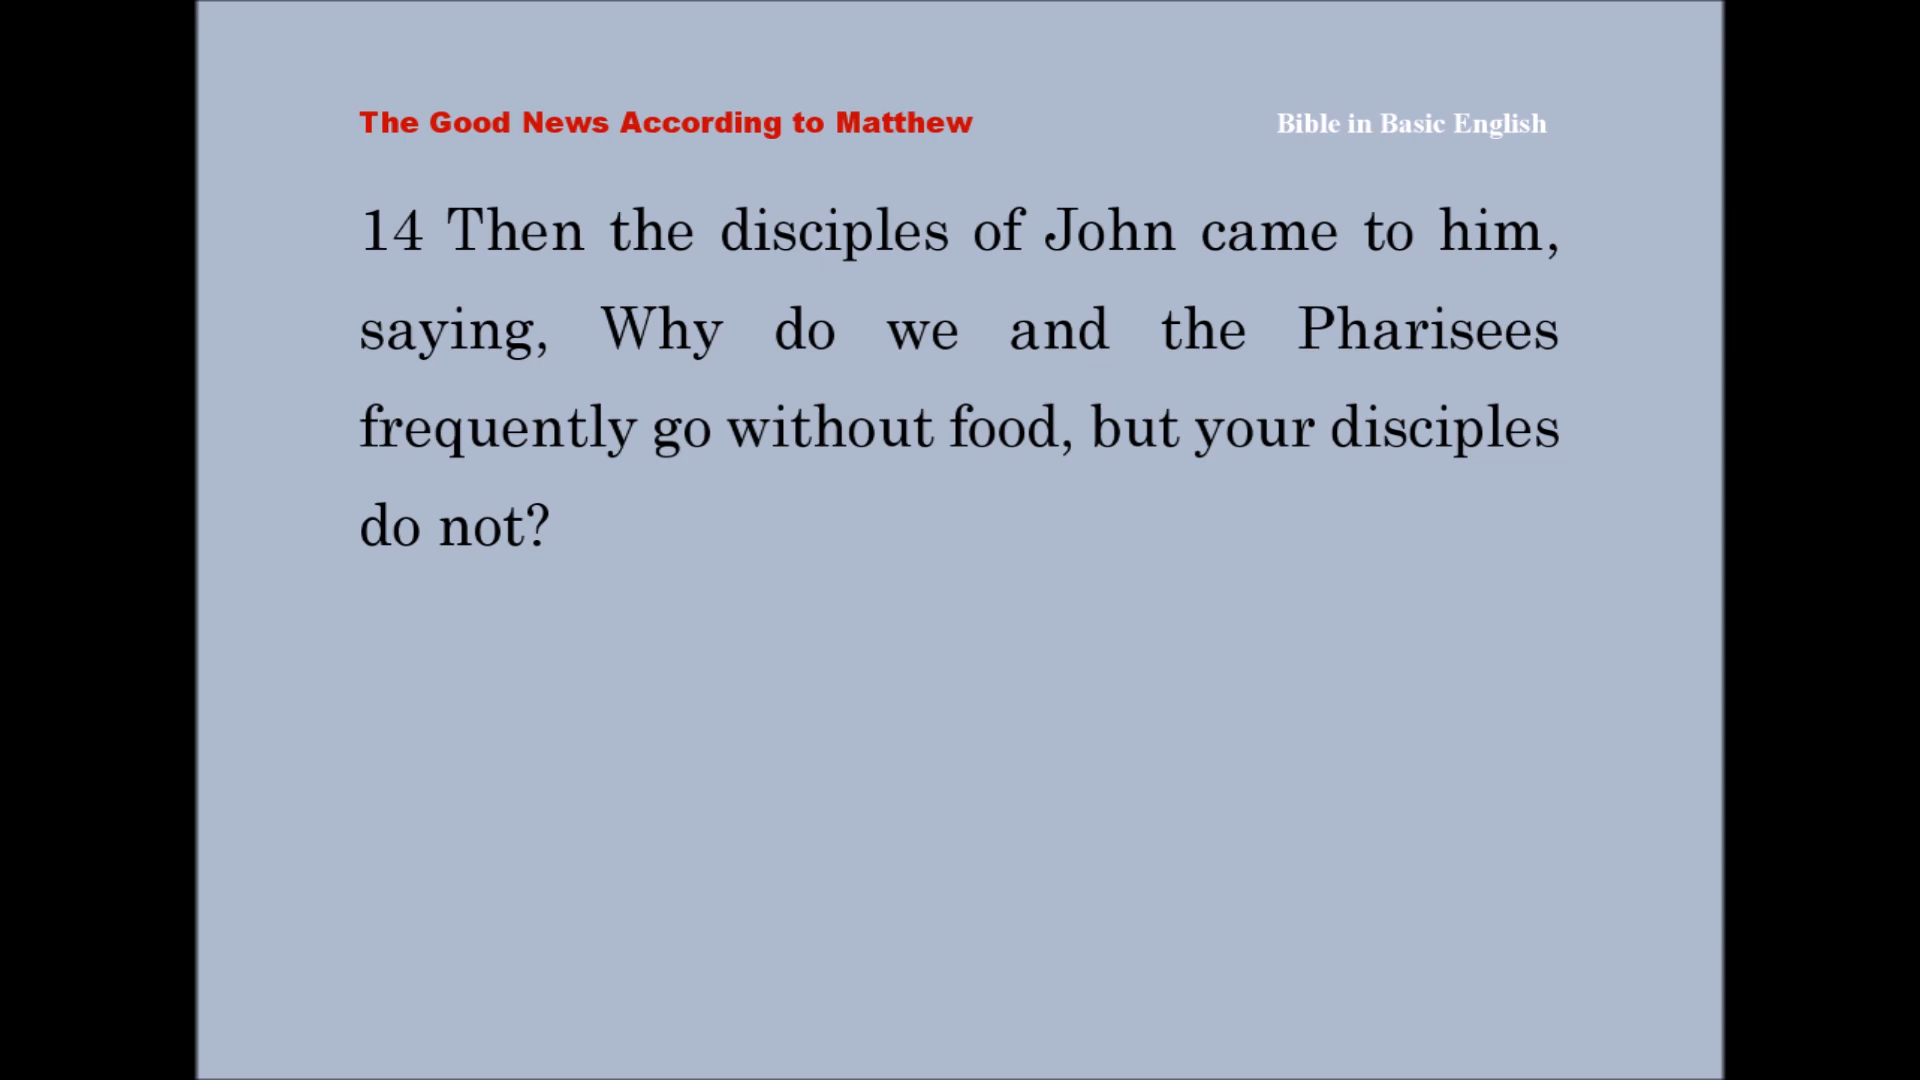 The Good News According to Matthew Bible in Basic English
14 Then the disciples of John came to him,
saying, Why do we and the Pharisees
frequently go without food, but your disciples
do not?